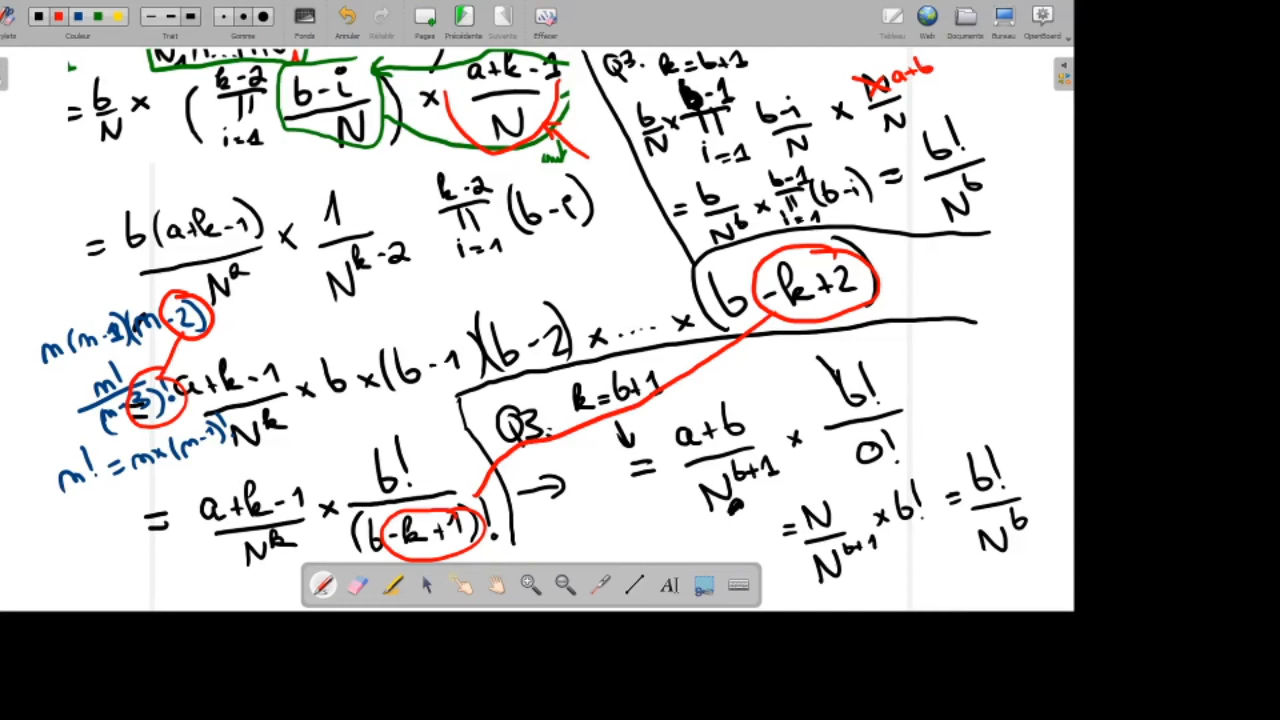 Stylets Couleur Trait Gomme Fonds Annuler Rétablir Pages Précédente Suivante Effacer Tableau Web Documents Bureau OpenBoard
= b/N × ( ∏_{i=1}^{k-2} (b-i)/N ) × (a+k-1)/N
= b(a+k-1)/N² × 1/N^{k-2} ∏_{i=1}^{k-2} (b-i)
m(m-1)(m-2)
m!/(m-3)!
m! = m×(m-1)!
= (a+k-1)/N^k × b × (b-1)(b-2) × .... × (b-k+2)
= (a+k-1)/N^k × b!/(b-k+1)!
Q3. k=b+1
b/N × ∏_{i=1}^{b-1} (b-i)/N × N/N a+b
= b/N^b × ∏_{i=1}^{b-1} (b-i) = b!/N^b
Q3. k=b+1
→ = (a+b)/N^{b+1} × b!/0!
= N/N^{b+1} × b! = b!/N^b